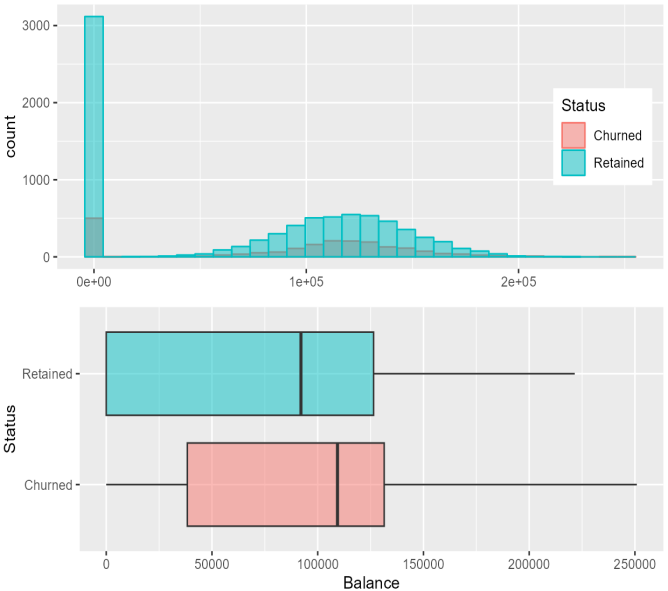 3000
2000
1000
0
count
0e+00
1e+05
2e+05
Status
Churned
Retained
Retained
Churned
Status
0
50000
100000
150000
200000
250000
Balance